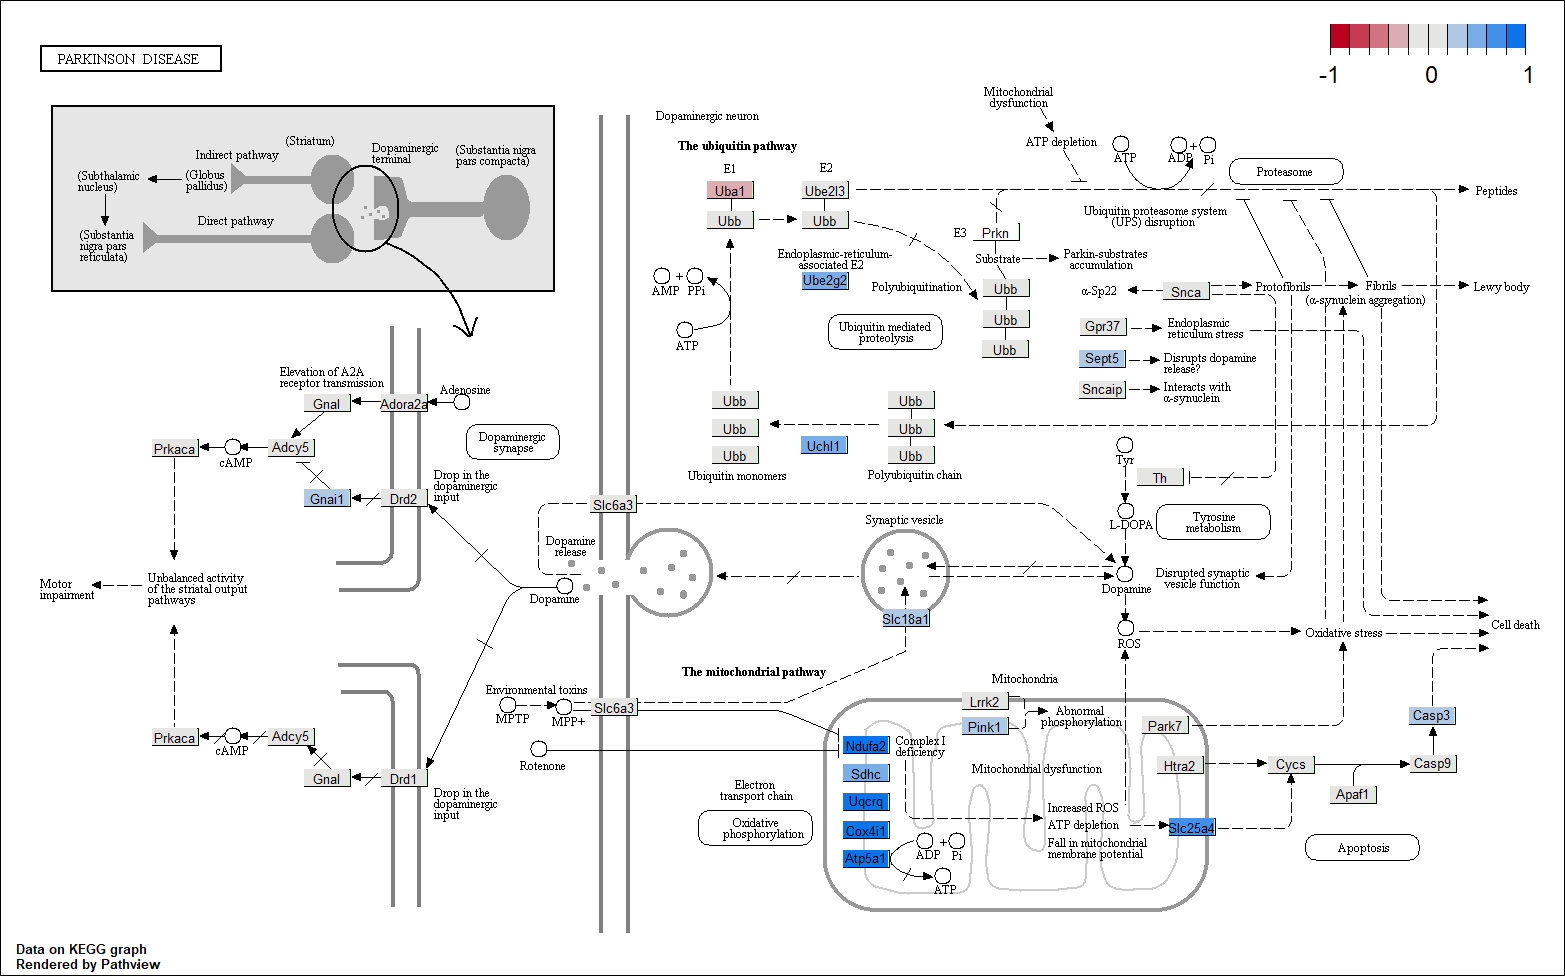 PARKINSON DISEASE
-1
0
1
(Striatum)
Indirect pathway
(Subthalamic
nucleus)
(Globus
pallidus)
Dopaminergic
terminal
(Substantia nigra
pars compacta)
Direct pathway
(Substantia
nigra pars
reticulata)
Dopaminergic neuron
The ubiquitin pathway
E1
E2
Uba1
Ube2l3
Ubb
Ubb
Endoplasmic-reticulum-
associated E2
Ube2g2
AMP
+
PPi
ATP
Polyubiquitination
Ubiquitin mediated
proteolysis
E3
Prkn
Substrate
Parkin-substrates
accumulation
Ubb
Ubb
Ubb
Mitochondrial
dysfunction
ATP depletion
ATP
ADP
+
Pi
Proteasome
Ubiquitin proteasome system
(UPS) disruption
Peptides
α-Sp22
Snca
Protofibrils
Fibrils
(α-synuclein aggregation)
Lewy body
Gpr37
Endoplasmic
reticulum stress
Sept5
Disrupts dopamine
release?
Sncaip
Interacts with
α-synuclein
Ubb
Ubb
Ubb
Ubiquitin monomers
Uchl1
Ubb
Ubb
Ubb
Polyubiquitin chain
Elevation of A2A
receptor transmission
Gnal
Adora2a
Adenosine
Prkaca
cAMP
Adcy5
Gnai1
Drd2
Drop in the
dopaminergic
input
Dopaminergic
synapse
Slc6a3
Dopamine
release
Dopamine
Synaptic vesicle
Slc18a1
Tyr
Th
L-DOPA
Tyrosine
metabolism
Dopamine
Disrupted synaptic
vesicle function
ROS
Oxidative stress
Cell death
Motor
impairment
Unbalanced activity
of the striatal output
pathways
Prkaca
cAMP
Adcy5
Gnal
Drd1
Drop in the
dopaminergic
input
The mitochondrial pathway
Environmental toxins
MPTP
MPP+
Slc6a3
Rotenone
Mitochondria
Lrrk2
Pink1
Abnormal
phosphorylation
Park7
Ndufa2
Complex I
deficiency
Sdhc
Uqcrq
Cox4i1
Atp5a1
Electron
transport chain
Oxidative
phosphorylation
Mitochondrial dysfunction
Increased ROS
ATP depletion
Fall in mitochondrial
membrane potential
ADP
+
Pi
ATP
Htra2
Slc25a4
Cycs
Apaf1
Casp9
Casp3
Apoptosis
Data on KEGG graph
Rendered by Pathview